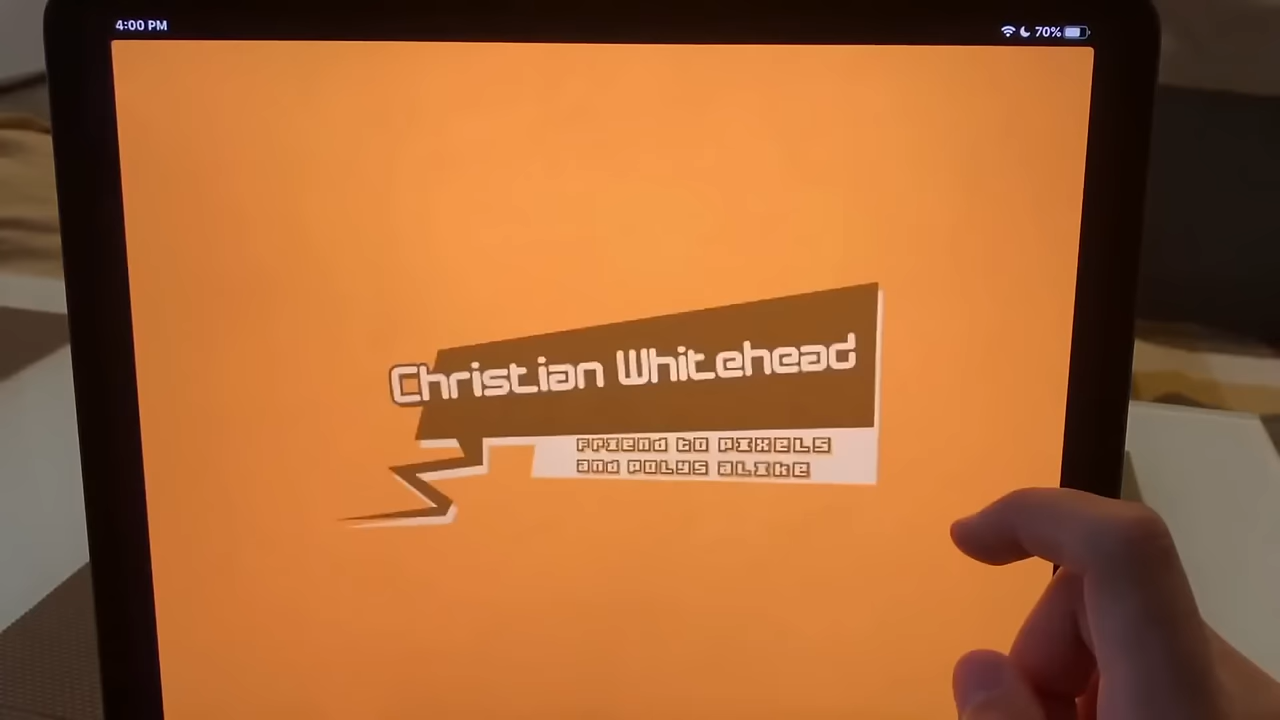 4:00 PM
70%
Christian Whitehead
FRIEND TO PIXELS
AND POLYS ALIKE